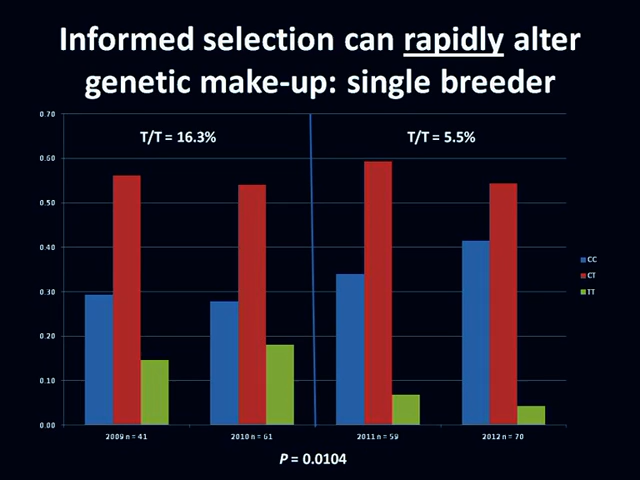 Informed selection can rapidly alter
genetic make-up: single breeder
0.70
T/T = 16.3%
T/T = 5.5%
0.60
0.50
0.40
0.30
0.20
0.10
0.00
CC
CT
TT
2009 n = 41
2010 n = 61
2011 n = 59
2012 n = 70
P = 0.0104